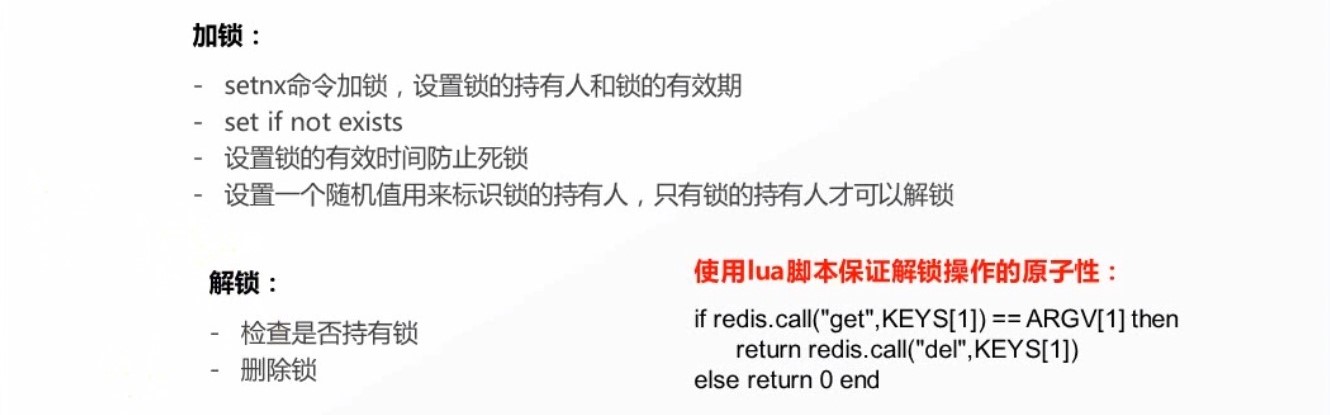 加锁：
- setnx命令加锁，设置锁的持有人和锁的有效期
- set if not exists
- 设置锁的有效时间防止死锁
- 设置一个随机值用来标识锁的持有人，只有锁的持有人才可以解锁
解锁：
- 检查是否持有锁
- 删除锁
使用lua脚本保证解锁操作的原子性：
if redis.call("get",KEYS[1]) == ARGV[1] then
return redis.call("del",KEYS[1])
else return 0 end